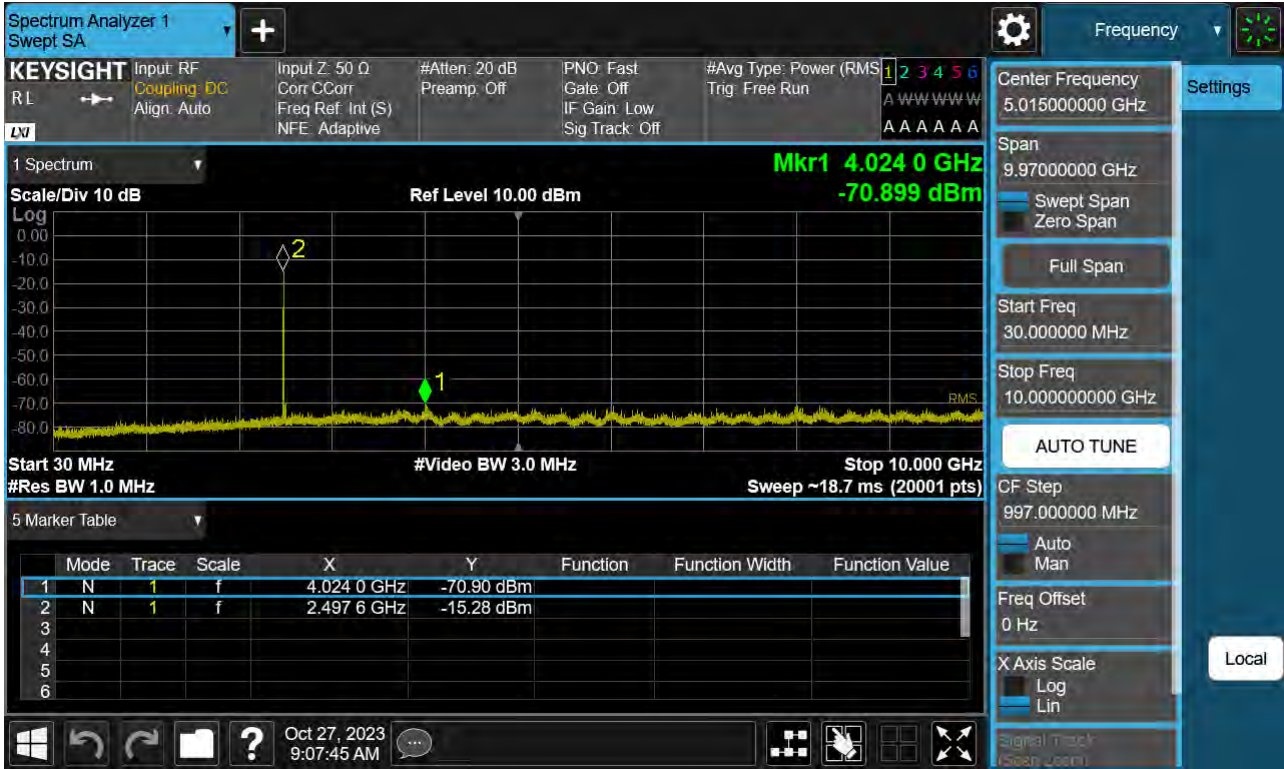 Spectrum Analyzer 1
Swept SA
Frequency
KEYSIGHT
R L
LXI
Input: RF
Coupling: DC
Align: Auto
Input Z: 50 Ω
Corr CCorr
Freq Ref: Int (S)
NFE: Adaptive
#Atten: 20 dB
Preamp: Off
PNO: Fast
Gate: Off
IF Gain: Low
Sig Track: Off
#Avg Type: Power (RMS
Trig: Free Run
1 2 3 4 5 6
A W W W W W
A A A A A A
1 Spectrum
Mkr1 4.024 0 GHz
Scale/Div 10 dB
Ref Level 10.00 dBm
-70.899 dBm
Log
0.00
-10.0
-20.0
-30.0
-40.0
-50.0
-60.0
-70.0
-80.0
2
1
RMS
Start 30 MHz
#Video BW 3.0 MHz
Stop 10.000 GHz
#Res BW 1.0 MHz
Sweep ~18.7 ms (20001 pts)
5 Marker Table
Mode Trace Scale X Y Function Function Width Function Value
1 N 1 f 4.024 0 GHz -70.90 dBm
2 N 1 f 2.497 6 GHz -15.28 dBm
3
4
5
6
?
Oct 27, 2023
9:07:45 AM
Center Frequency
5.015000000 GHz
Settings
Span
9.97000000 GHz
Swept Span
Zero Span
Full Span
Start Freq
30.000000 MHz
Stop Freq
10.000000000 GHz
AUTO TUNE
CF Step
997.000000 MHz
Auto
Man
Freq Offset
0 Hz
X Axis Scale
Log
Lin
Local
Signal Track
(Span Zoom)